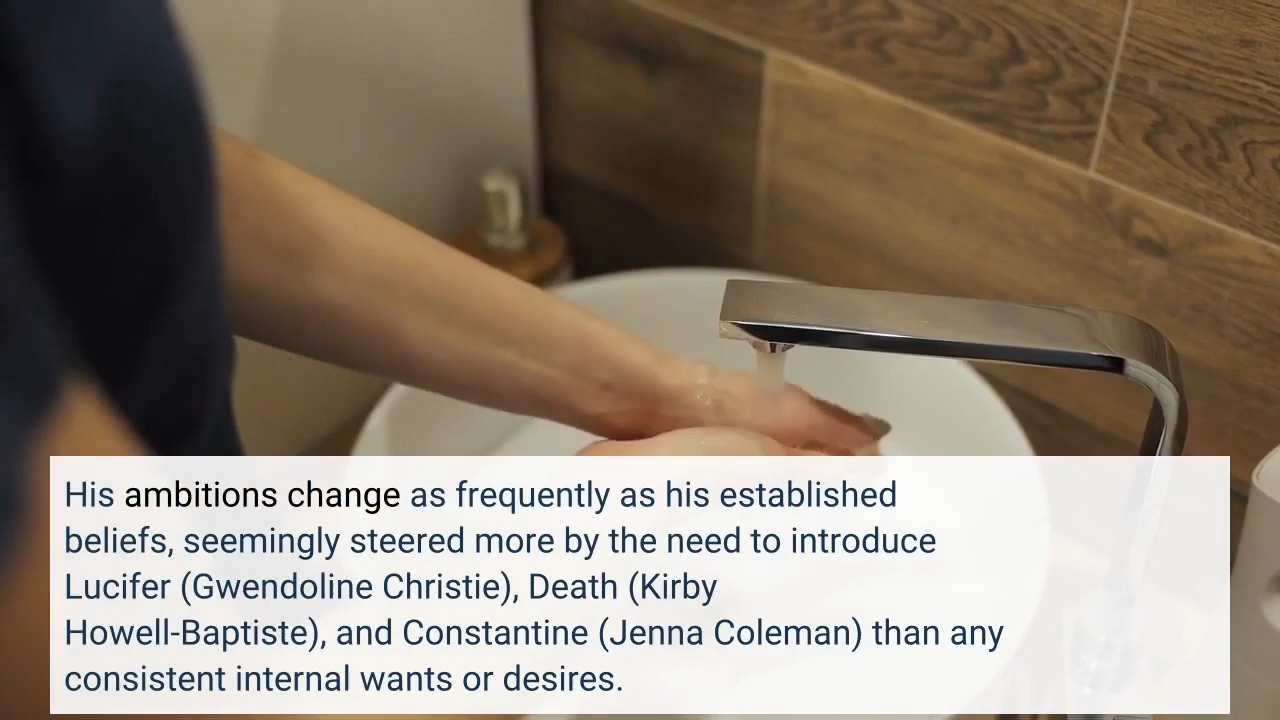 His ambitions change as frequently as his established
beliefs, seemingly steered more by the need to introduce
Lucifer (Gwendoline Christie), Death (Kirby
Howell-Baptiste), and Constantine (Jenna Coleman) than any
consistent internal wants or desires.